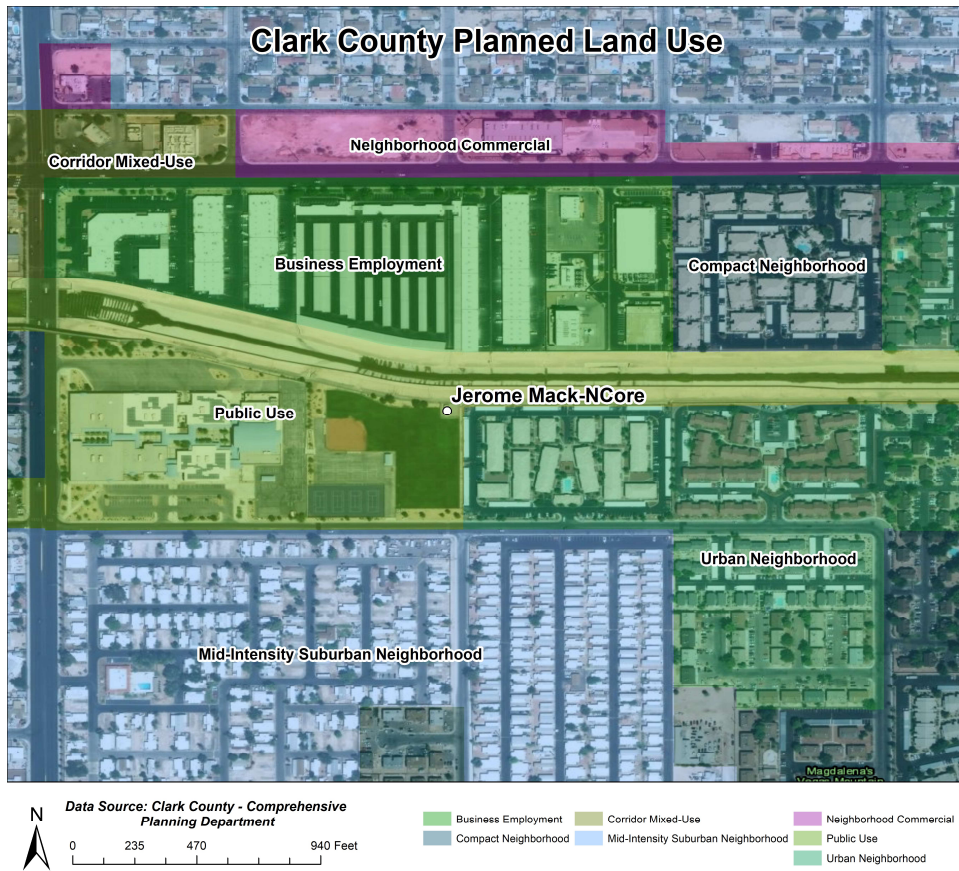 Clark County Planned Land Use
Neighborhood Commercial
Corridor Mixed-Use
Business Employment
Compact Neighborhood
Jerome Mack-NCore
Public Use
Urban Neighborhood
Mid-Intensity Suburban Neighborhood
Magdalena's
N
Data Source: Clark County - Comprehensive
Planning Department
0 235 470 940 Feet
Business Employment Corridor Mixed-Use Neighborhood Commercial
Compact Neighborhood Mid-Intensity Suburban Neighborhood Public Use
Urban Neighborhood